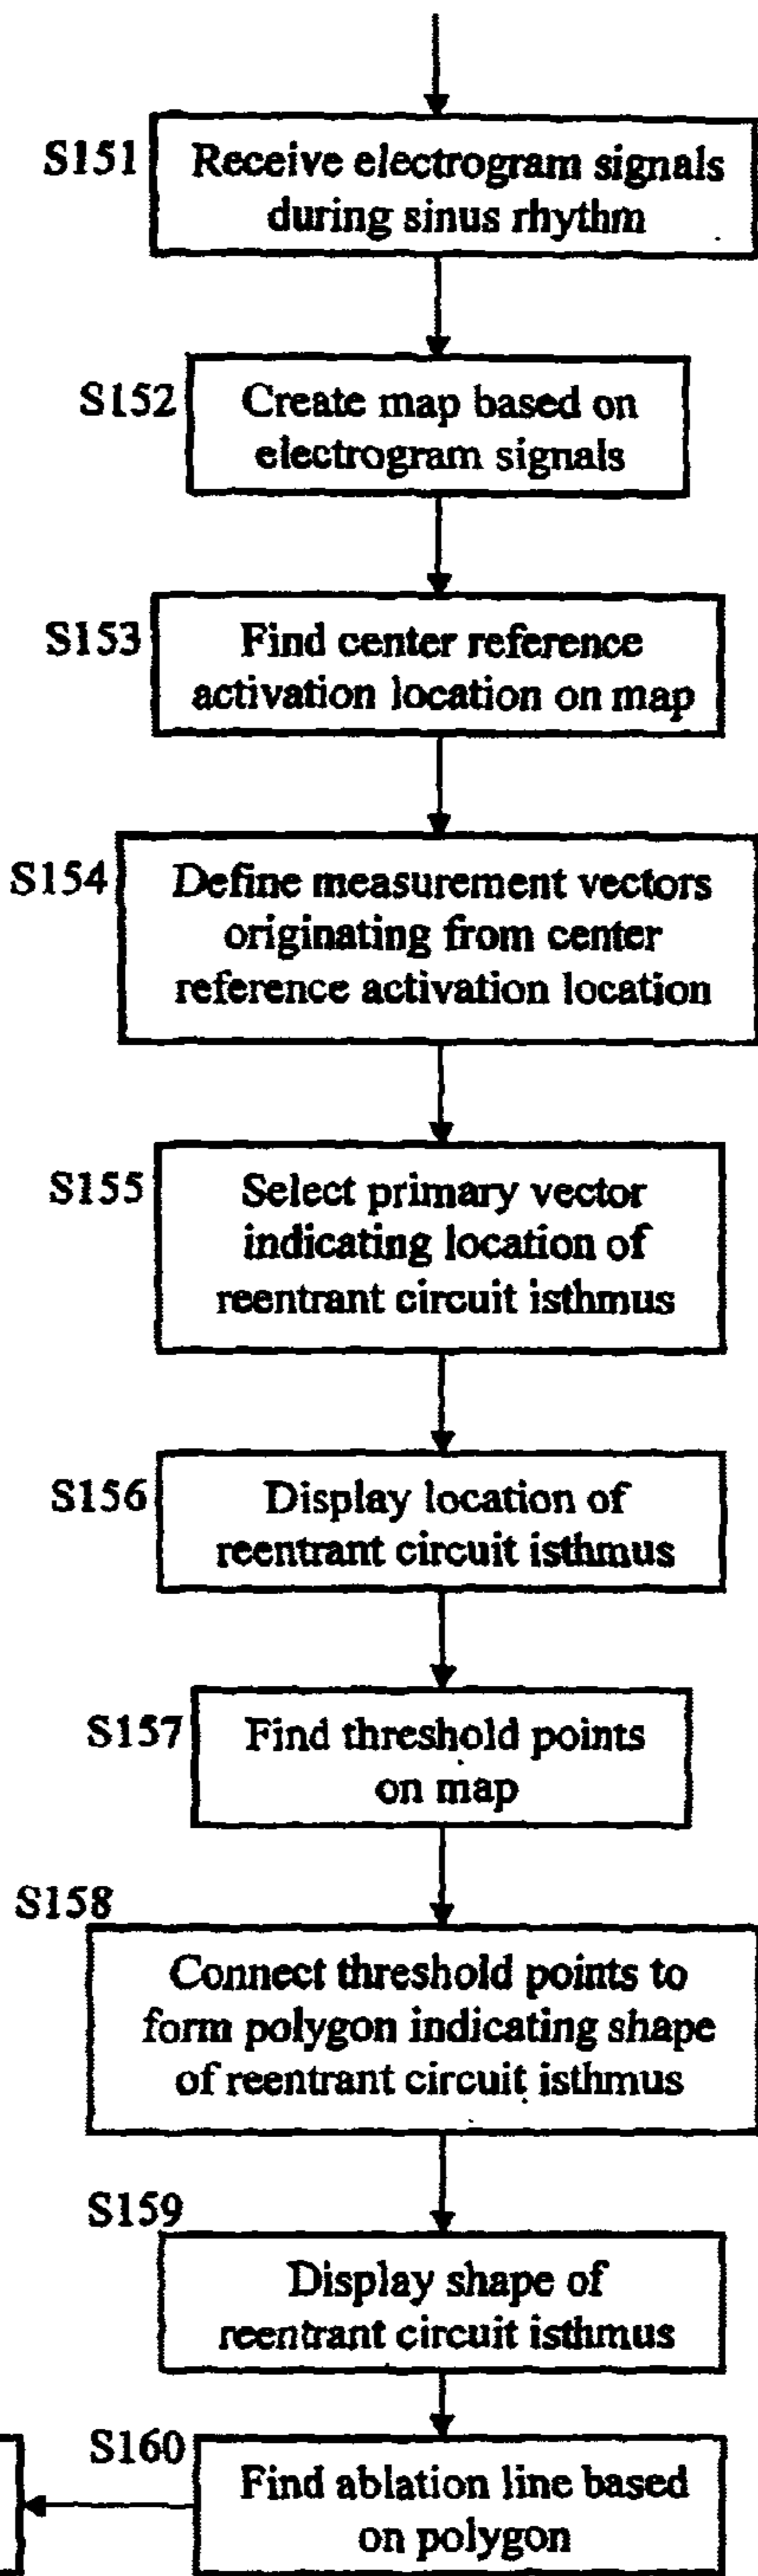 S151
Receive electrogram signals
during sinus rhythm
S152
Create map based on
electrogram signals
S153
Find center reference
activation location on map
S154
Define measurement vectors
originating from center
reference activation location
S155
Select primary vector
indicating location of
reentrant circuit isthmus
S156
Display location of
reentrant circuit isthmus
S157
Find threshold points
on map
S158
Connect threshold points to
form polygon indicating shape
of reentrant circuit isthmus
S159
Display shape of
reentrant circuit isthmus
S160
Find ablation line based
on polygon